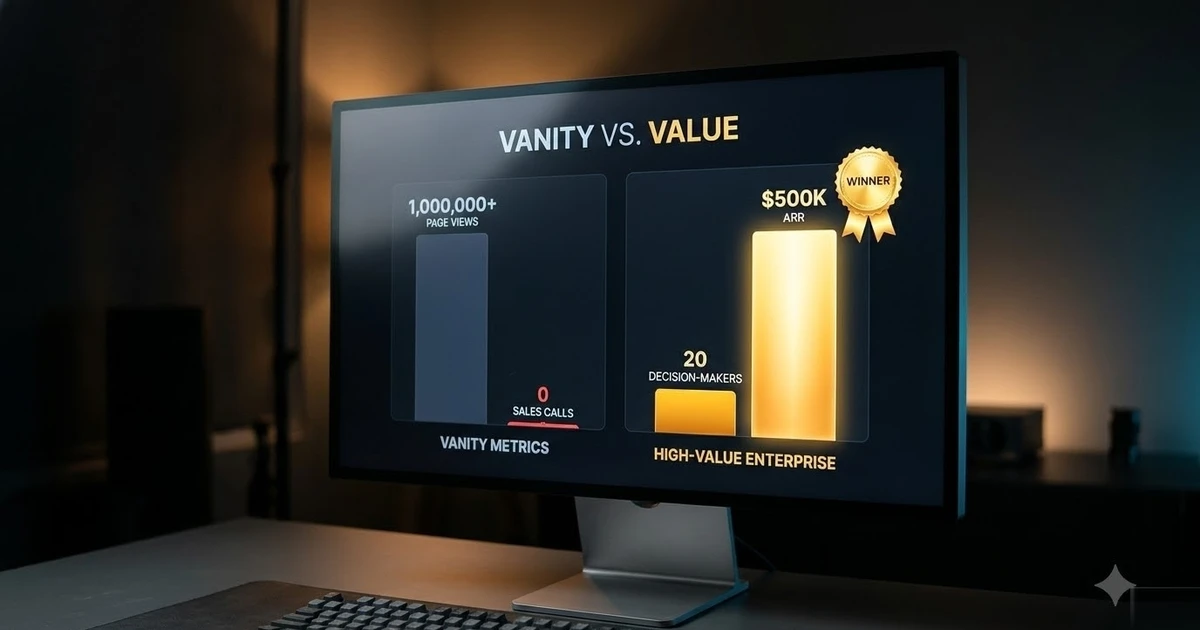 VANITY VS. VALUE
1,000,000+
PAGE VIEWS
0
SALES CALLS
VANITY METRICS
$500K
ARR
WINNER
20
DECISION-MAKERS
HIGH-VALUE ENTERPRISE